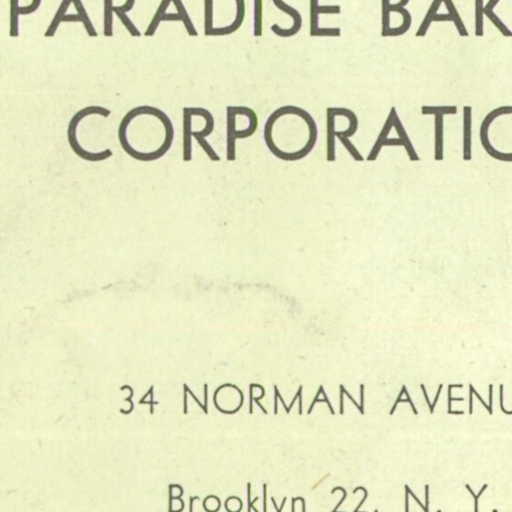 PARADISE BAK
CORPORATIO
34 NORMAN AVENU
Brooklyn 22, N. Y.